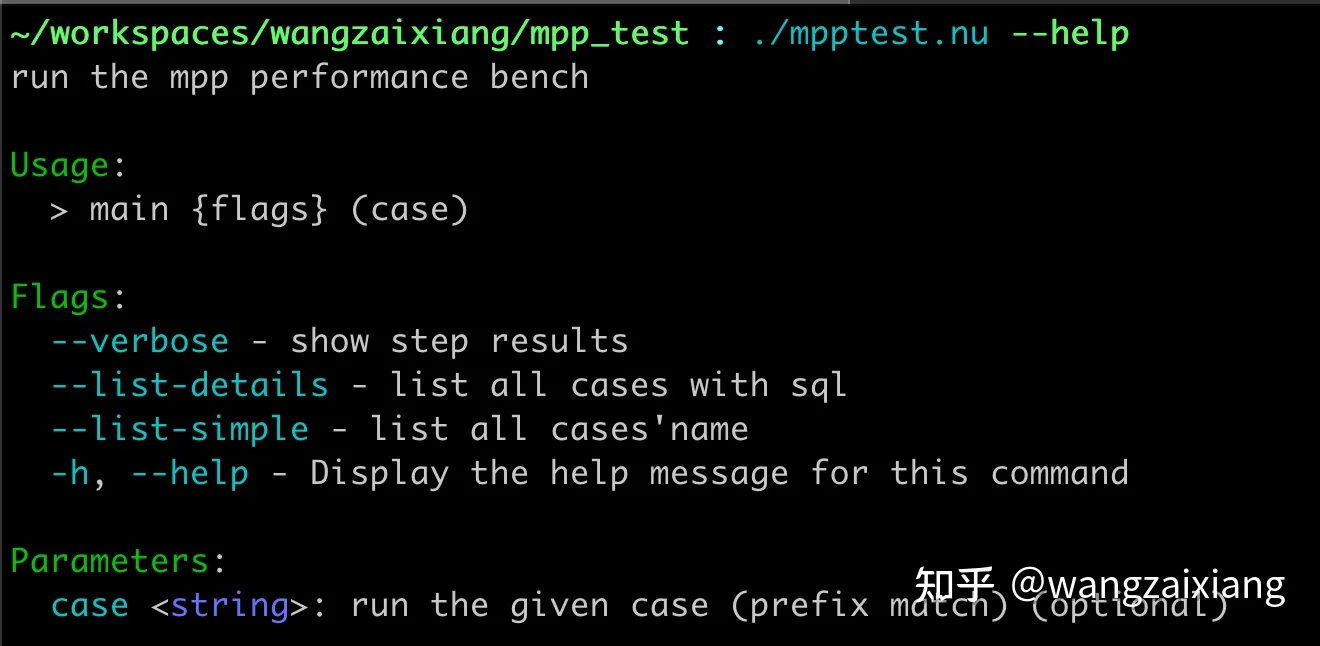 ~/workspaces/wangzaixiang/mpp_test : ./mpptest.nu --help
run the mpp performance bench
Usage:
> main {flags} (case)
Flags:
--verbose - show step results
--list-details - list all cases with sql
--list-simple - list all cases'name
-h, --help - Display the help message for this command
Parameters:
case <string>: run the given case (prefix match) (optional)
知乎 @wangzaixiang